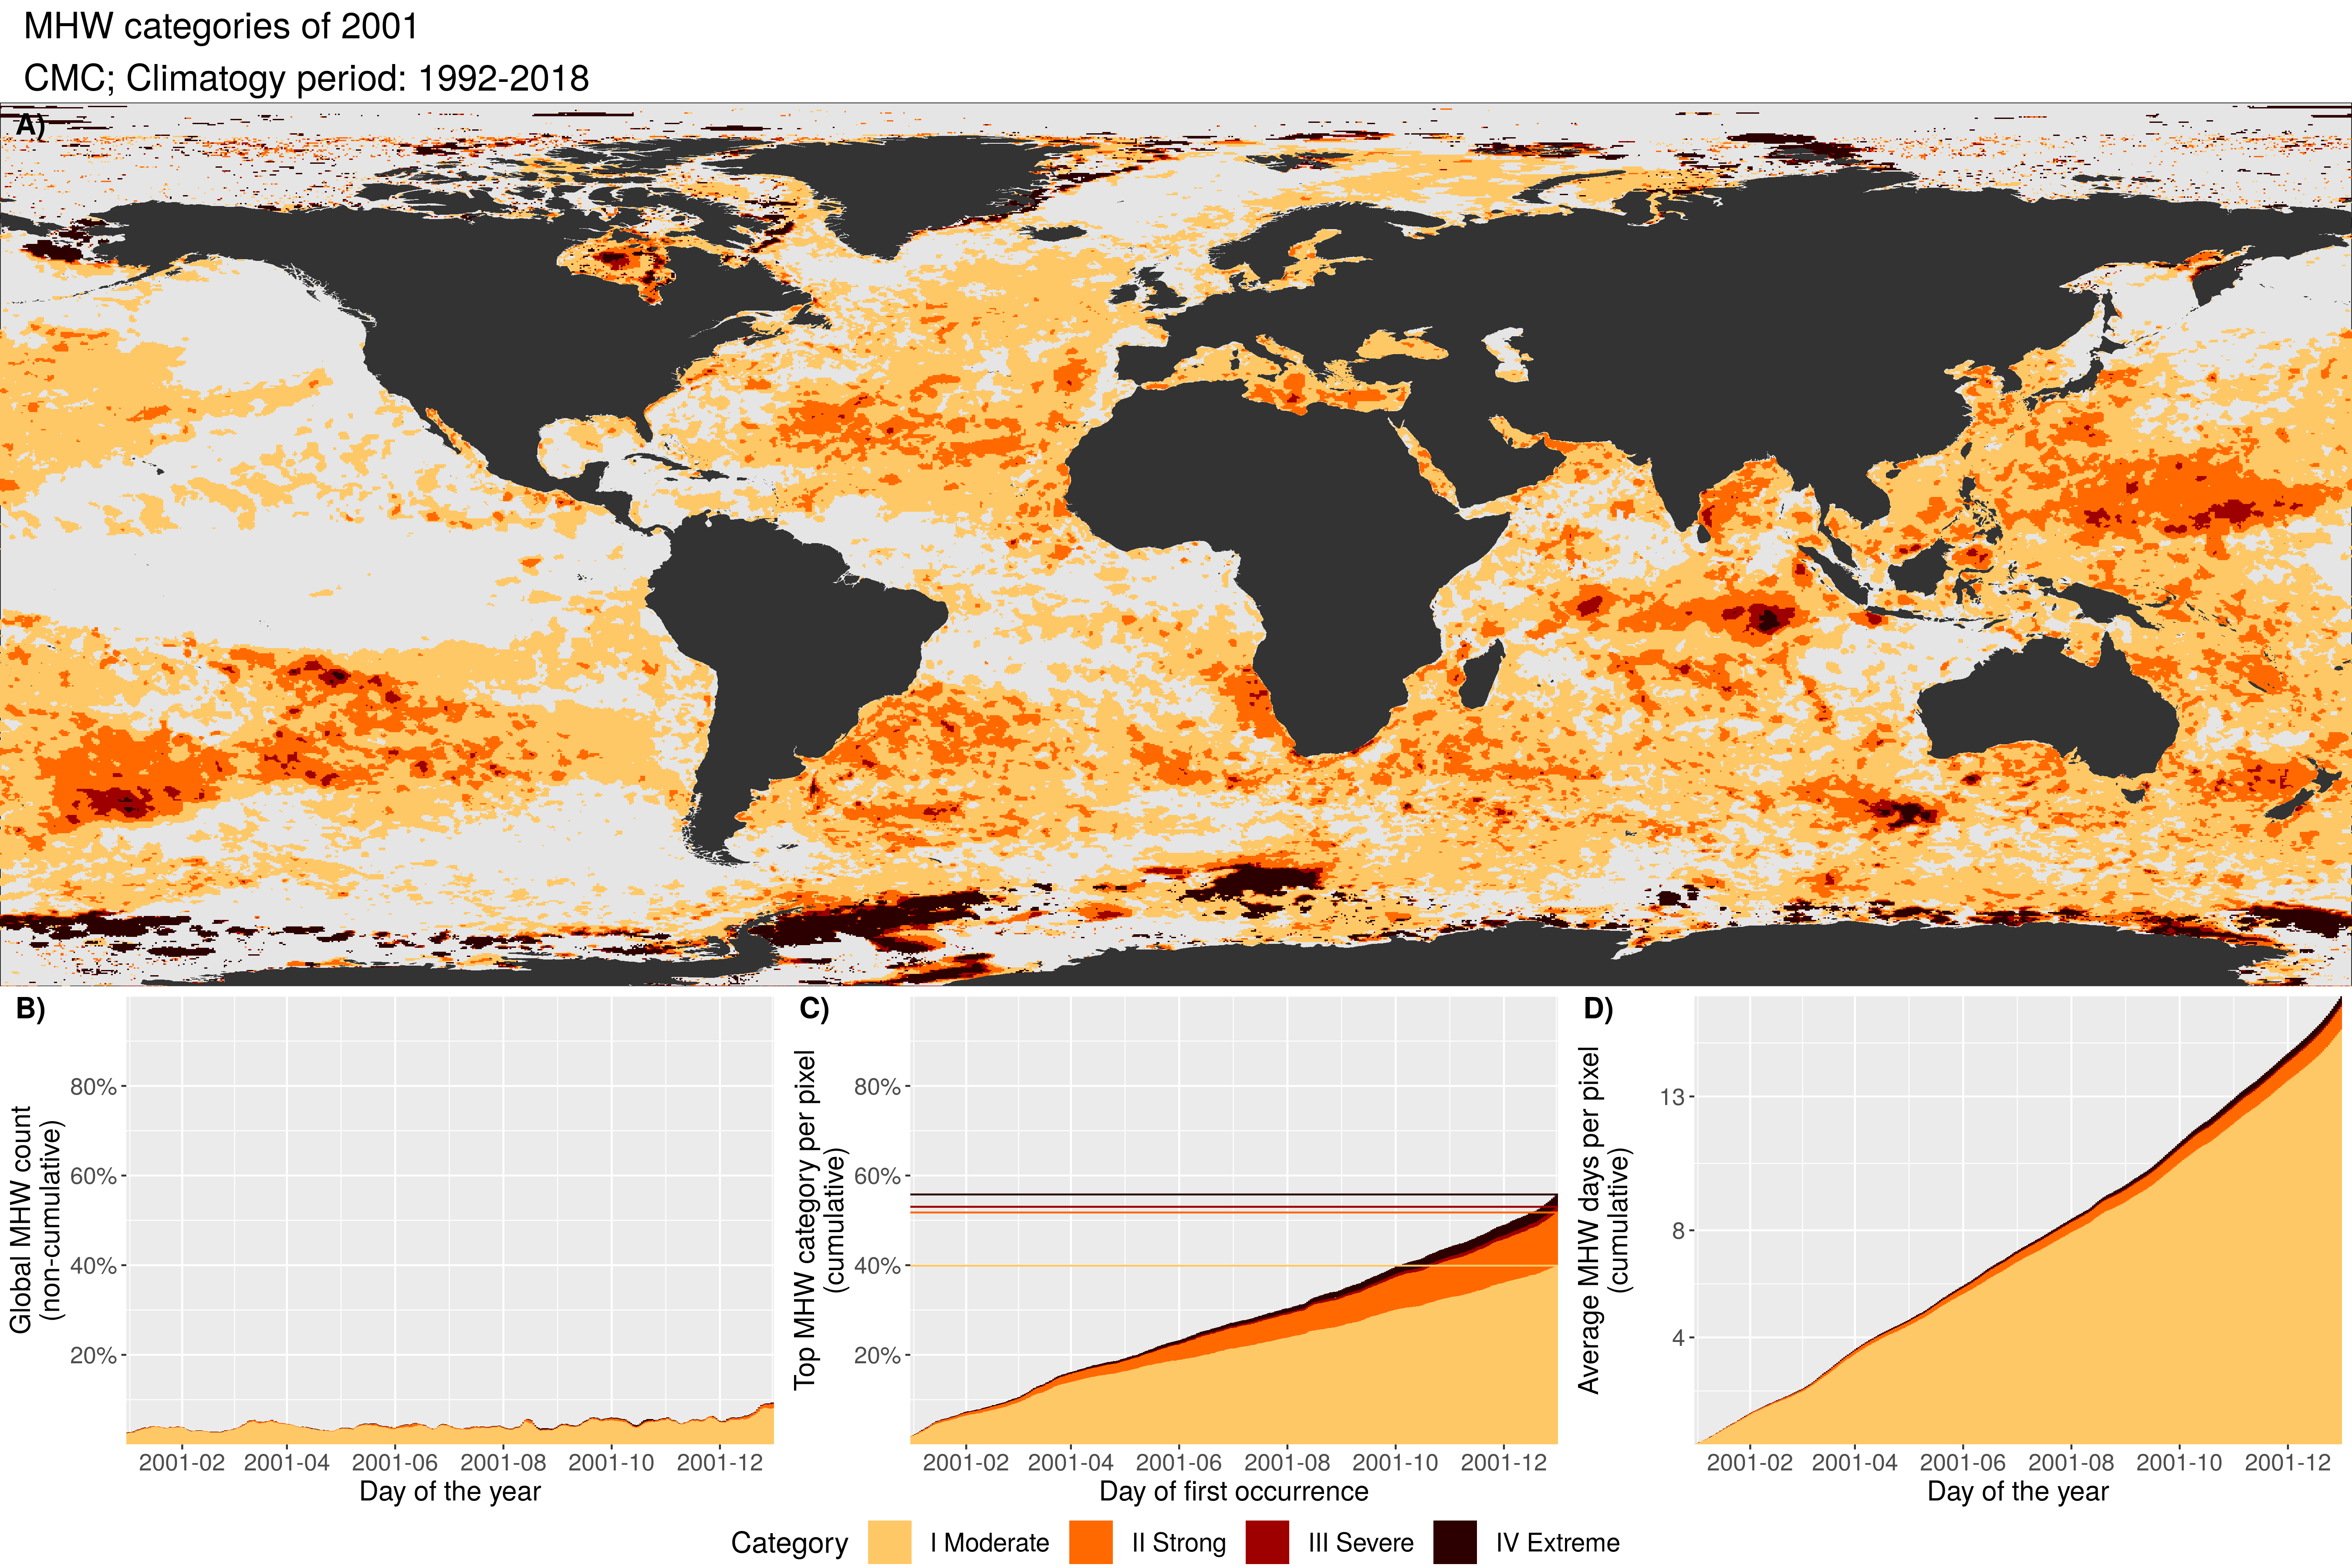 MHW categories of 2001
CMC; Climatogy period: 1992-2018
A)
B)
Global MHW count
(non-cumulative)
80%
60%
40%
20%
2001-02 2001-04 2001-06 2001-08 2001-10 2001-12
Day of the year
C)
Top MHW category per pixel
(cumulative)
80%
60%
40%
20%
2001-02 2001-04 2001-06 2001-08 2001-10 2001-12
Day of first occurrence
D)
Average MHW days per pixel
(cumulative)
13
8
4
2001-02 2001-04 2001-06 2001-08 2001-10 2001-12
Day of the year
Category I Moderate II Strong III Severe IV Extreme